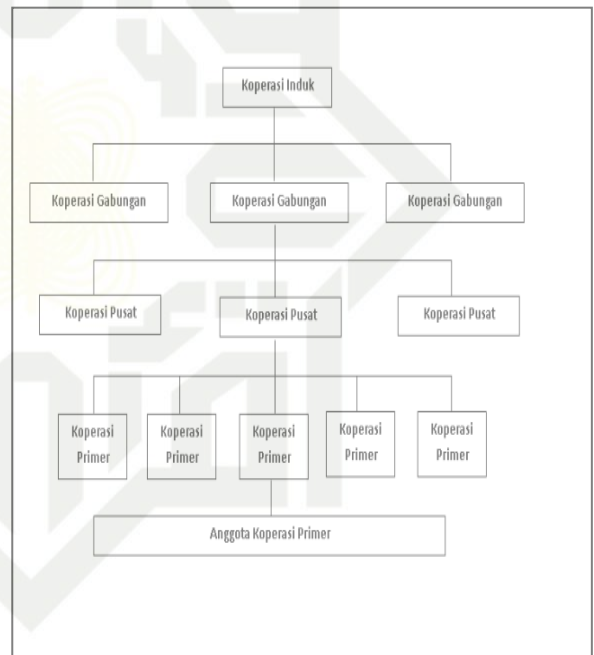 Koperasi Induk
Koperasi Gabungan
Koperasi Gabungan
Koperasi Gabungan
Koperasi Pusat
Koperasi Pusat
Koperasi Pusat
Koperasi
Primer
Koperasi
Primer
Koperasi
Primer
Koperasi
Primer
Koperasi
Primer
Anggota Koperasi Primer